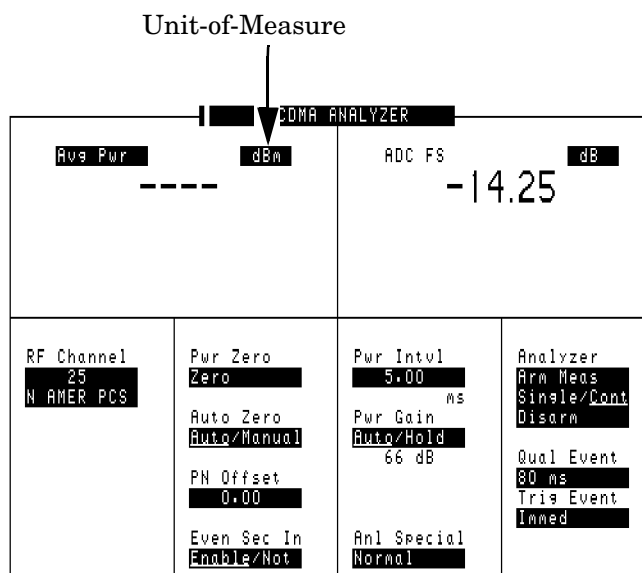 Unit-of-Measure
CDMA ANALYZER
Avg Pwr dBm
----
ADC FS dB
-14.25
RF Channel
25
N AMER PCS
Pwr Zero
Zero
Auto Zero
Auto/Manual
PN Offset
0.00
Even Sec In
Enable/Not
Pwr Intvl
5.00
ms
Pwr Gain
Auto/Hold
66 dB
Anl Special
Normal
Analyzer
Arm Meas
Single/Cont
Disarm
Qual Event
80 ms
Trig Event
Immed